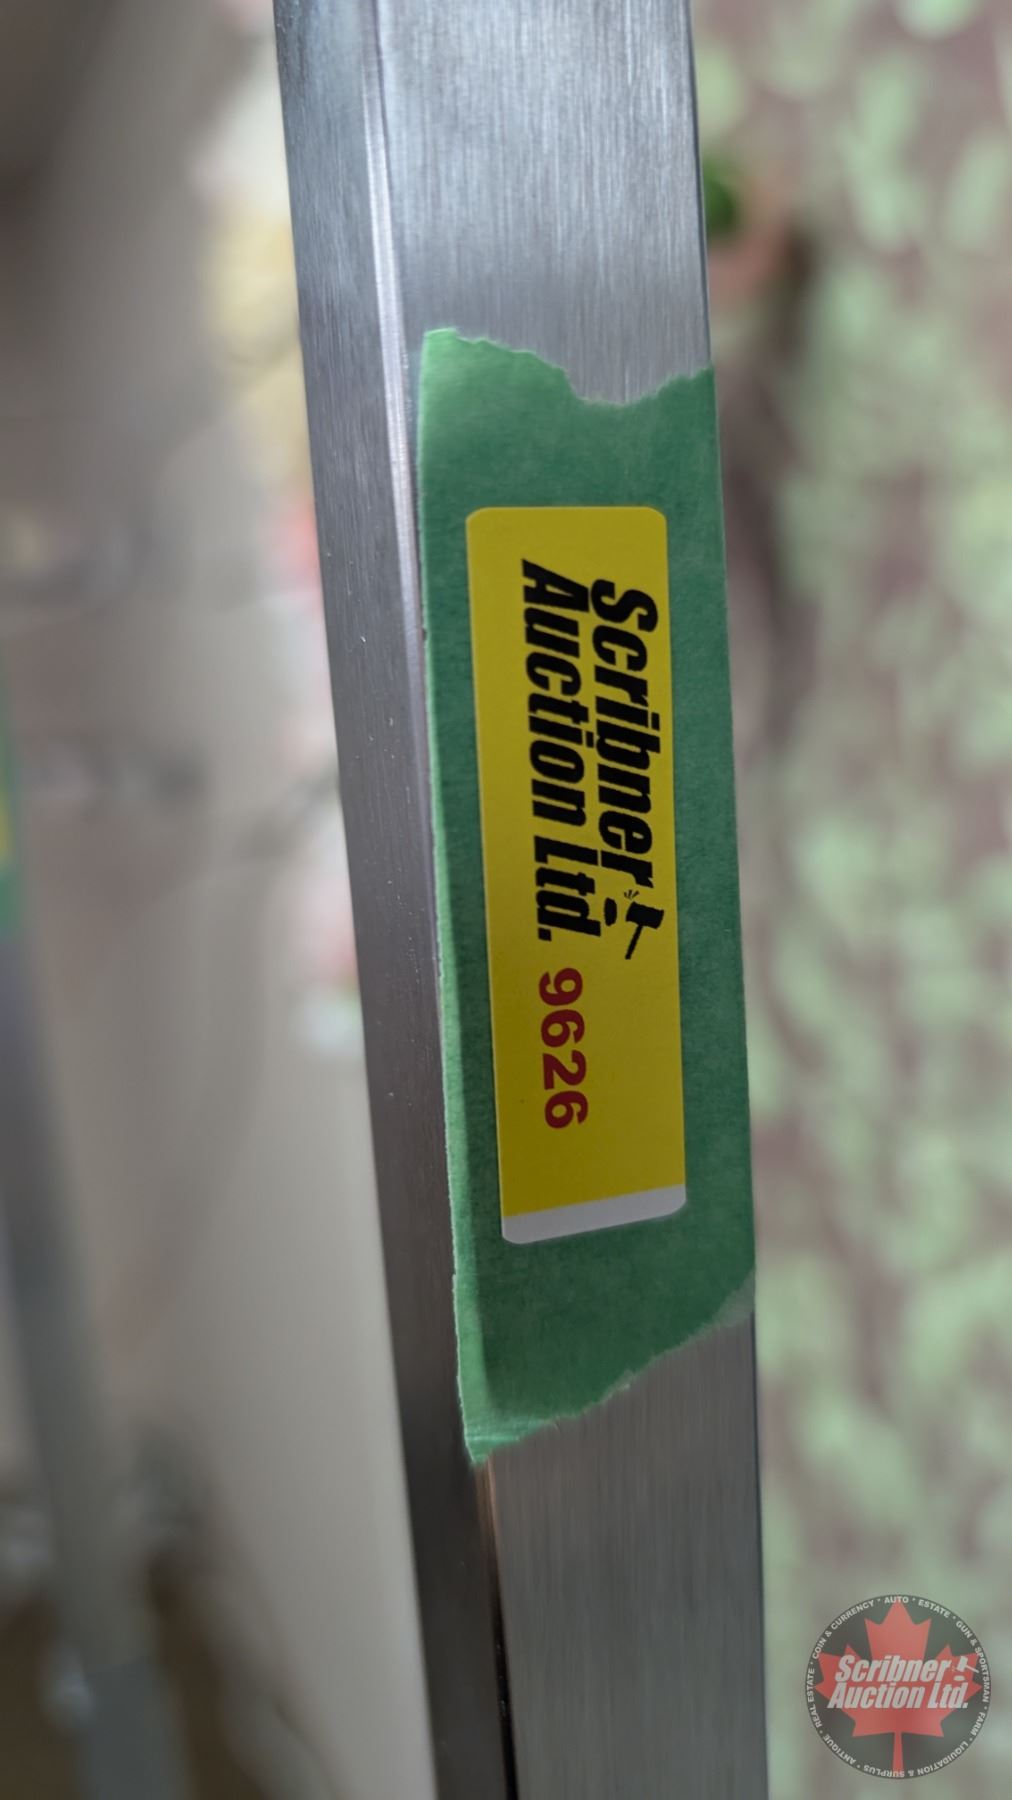 Scribner
Auction Ltd.
9626
COIN & CURRENCY • AUTO • ESTATE • GUN & SPORTSMAN • FARM • LIQUIDATION & SURPLUS • ANTIQUE • REAL ESTATE •
Scribner
Auction Ltd.